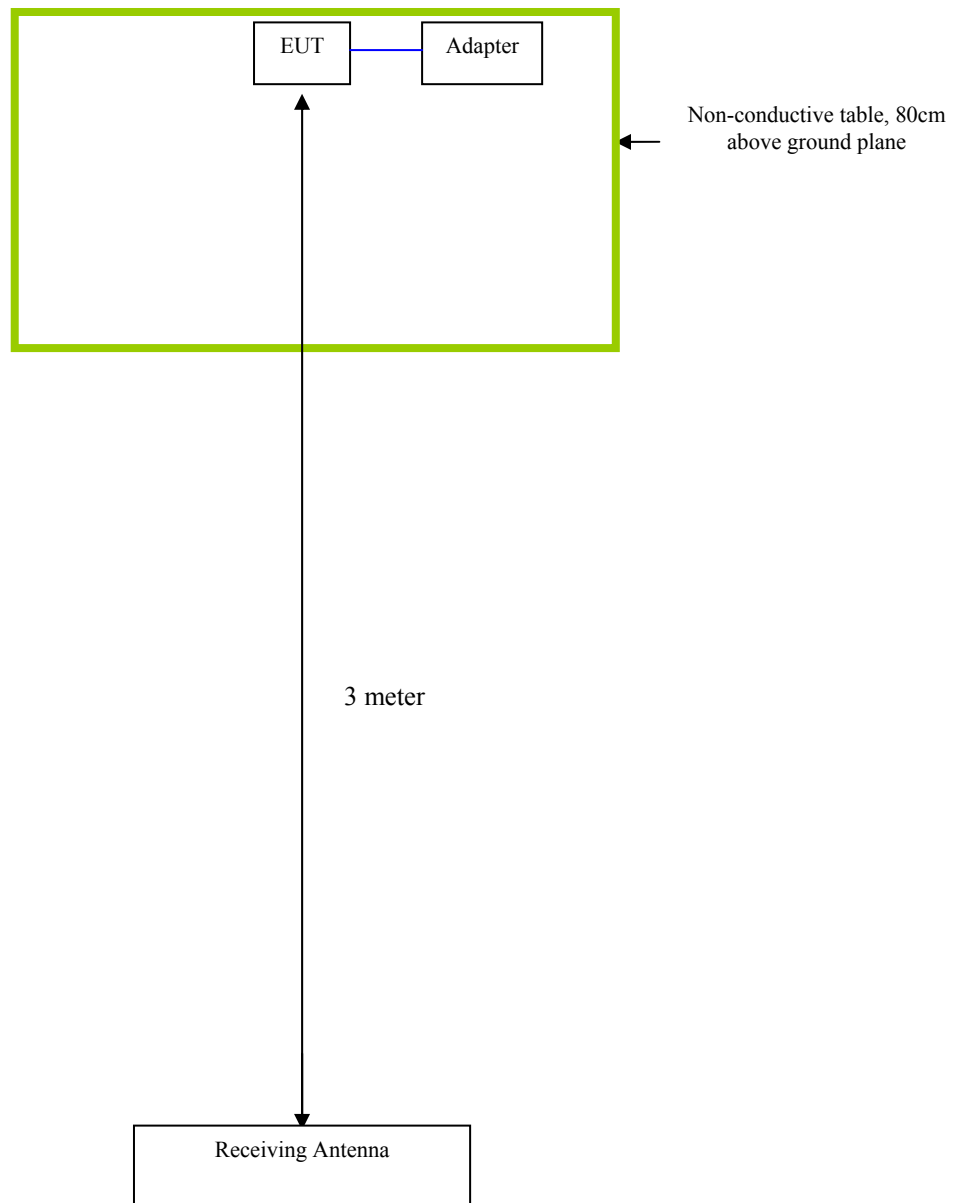 EUT
Adapter
Non-conductive table, 80cm
above ground plane
3 meter
Receiving Antenna